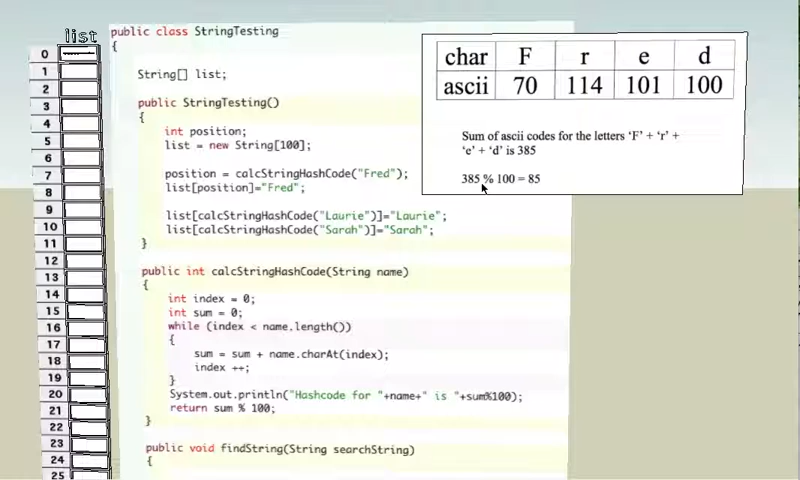 list
0
1
2
3
4
5
6
7
8
9
10
11
12
13
14
15
16
17
18
19
20
21
22
23
24
25
public class StringTesting
{
String[] list;
public StringTesting()
{
int position;
list = new String[100];
position = calcStringHashCode("Fred");
list[position]="Fred";
list[calcStringHashCode("Laurie")]="Laurie";
list[calcStringHashCode("Sarah")]="Sarah";
}
public int calcStringHashCode(String name)
{
int index = 0;
int sum = 0;
while (index < name.length())
{
sum = sum + name.charAt(index);
index ++;
}
System.out.println("Hashcode for "+name+" is "+sum%100);
return sum % 100;
}
public void findString(String searchString)
{
char F r e d
ascii 70 114 101 100
Sum of ascii codes for the letters ‘F’ + ‘r’ +
‘e’ + ‘d’ is 385
385 % 100 = 85